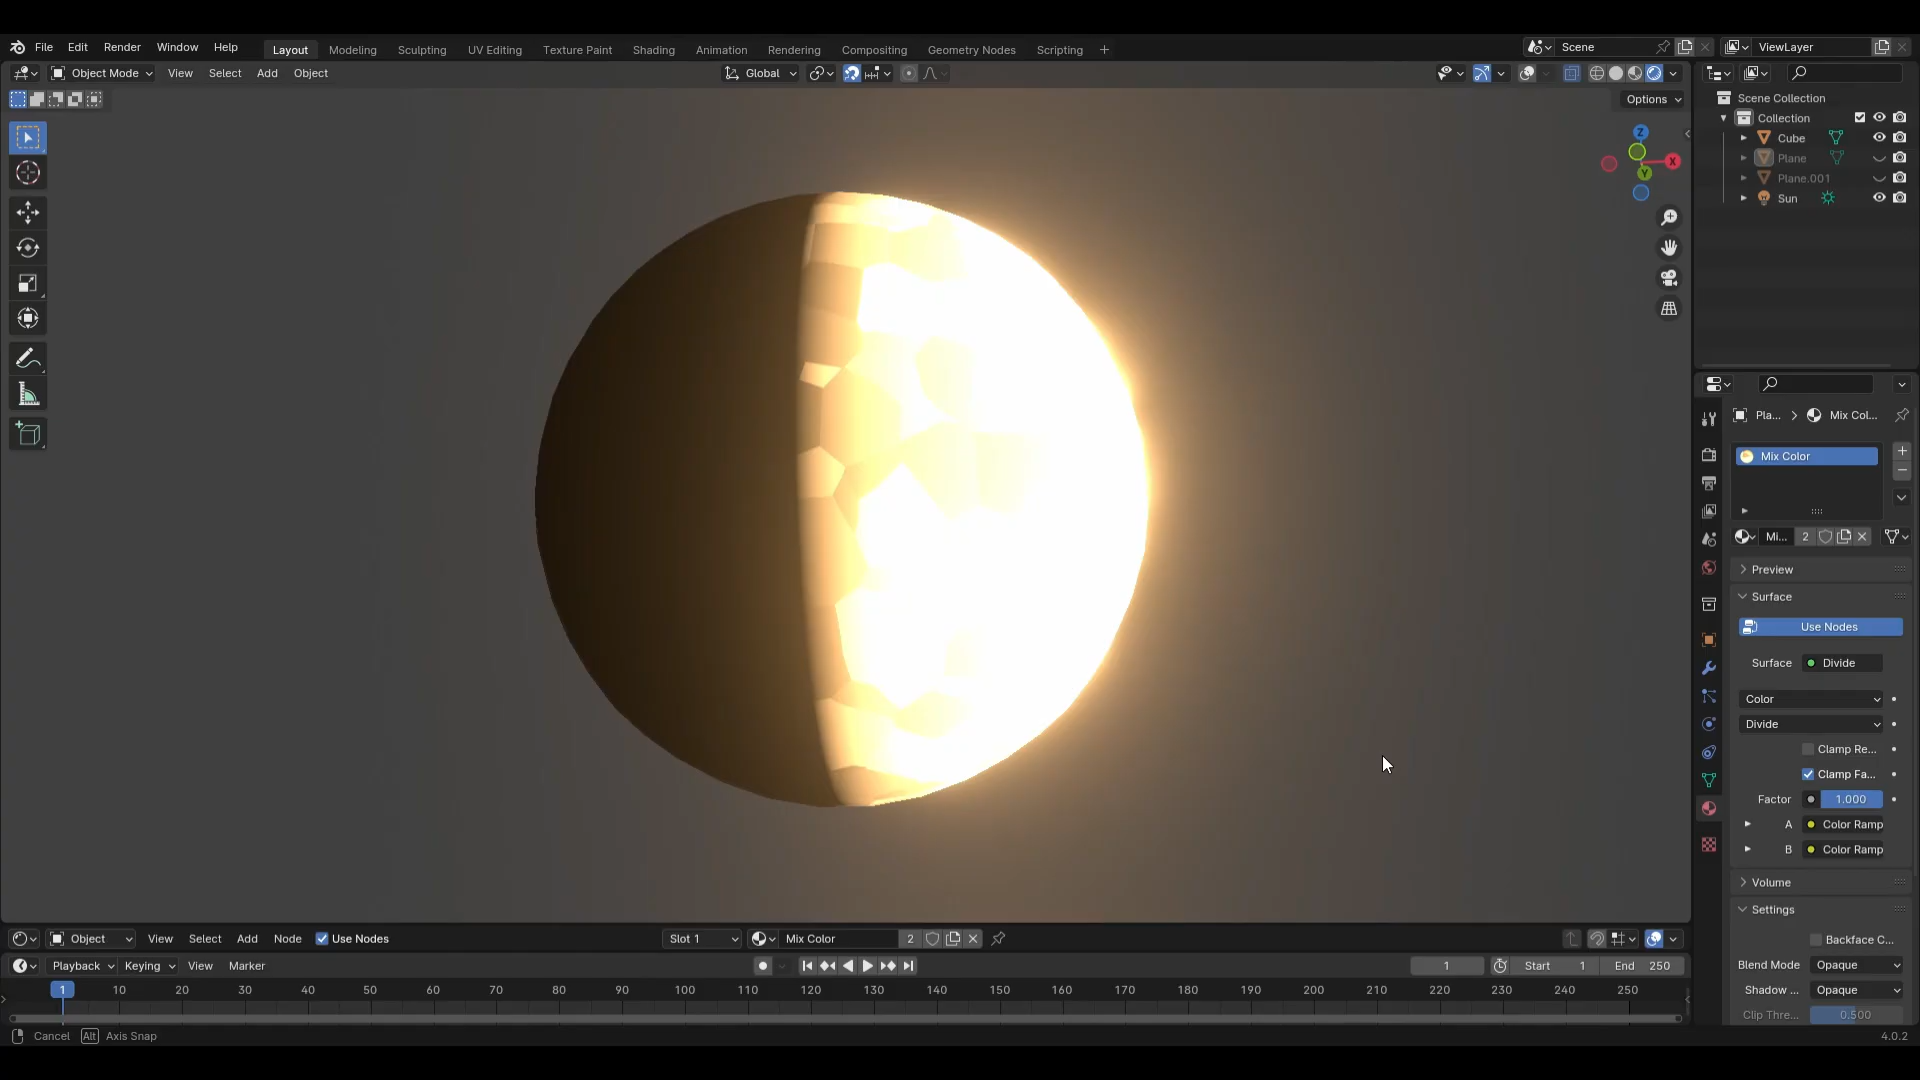 File Edit Render Window Help Layout Modeling Sculpting UV Editing Texture Paint Shading Animation Rendering Compositing Geometry Nodes Scripting + Scene ViewLayer
Object Mode View Select Add Object Global
Options
Z
X
Y
Scene Collection
Collection
Cube
Plane
Plane.001
Sun
Pla... Mix Col...
Mix Color
Mi... 2
Preview
Surface
Use Nodes
Surface Divide
Color
Divide
Clamp Re...
Clamp Fa...
Factor 1.000
A Color Ramp
B Color Ramp
Volume
Settings
Backface C...
Blend Mode Opaque
Shadow ... Opaque
Clip Thre... 0.500
Object View Select Add Node Use Nodes Slot 1 Mix Color 2
Playback Keying View Marker 1 Start 1 End 250
1 10 20 30 40 50 60 70 80 90 100 110 120 130 140 150 160 170 180 190 200 210 220 230 240 250
Cancel Alt Axis Snap 4.0.2